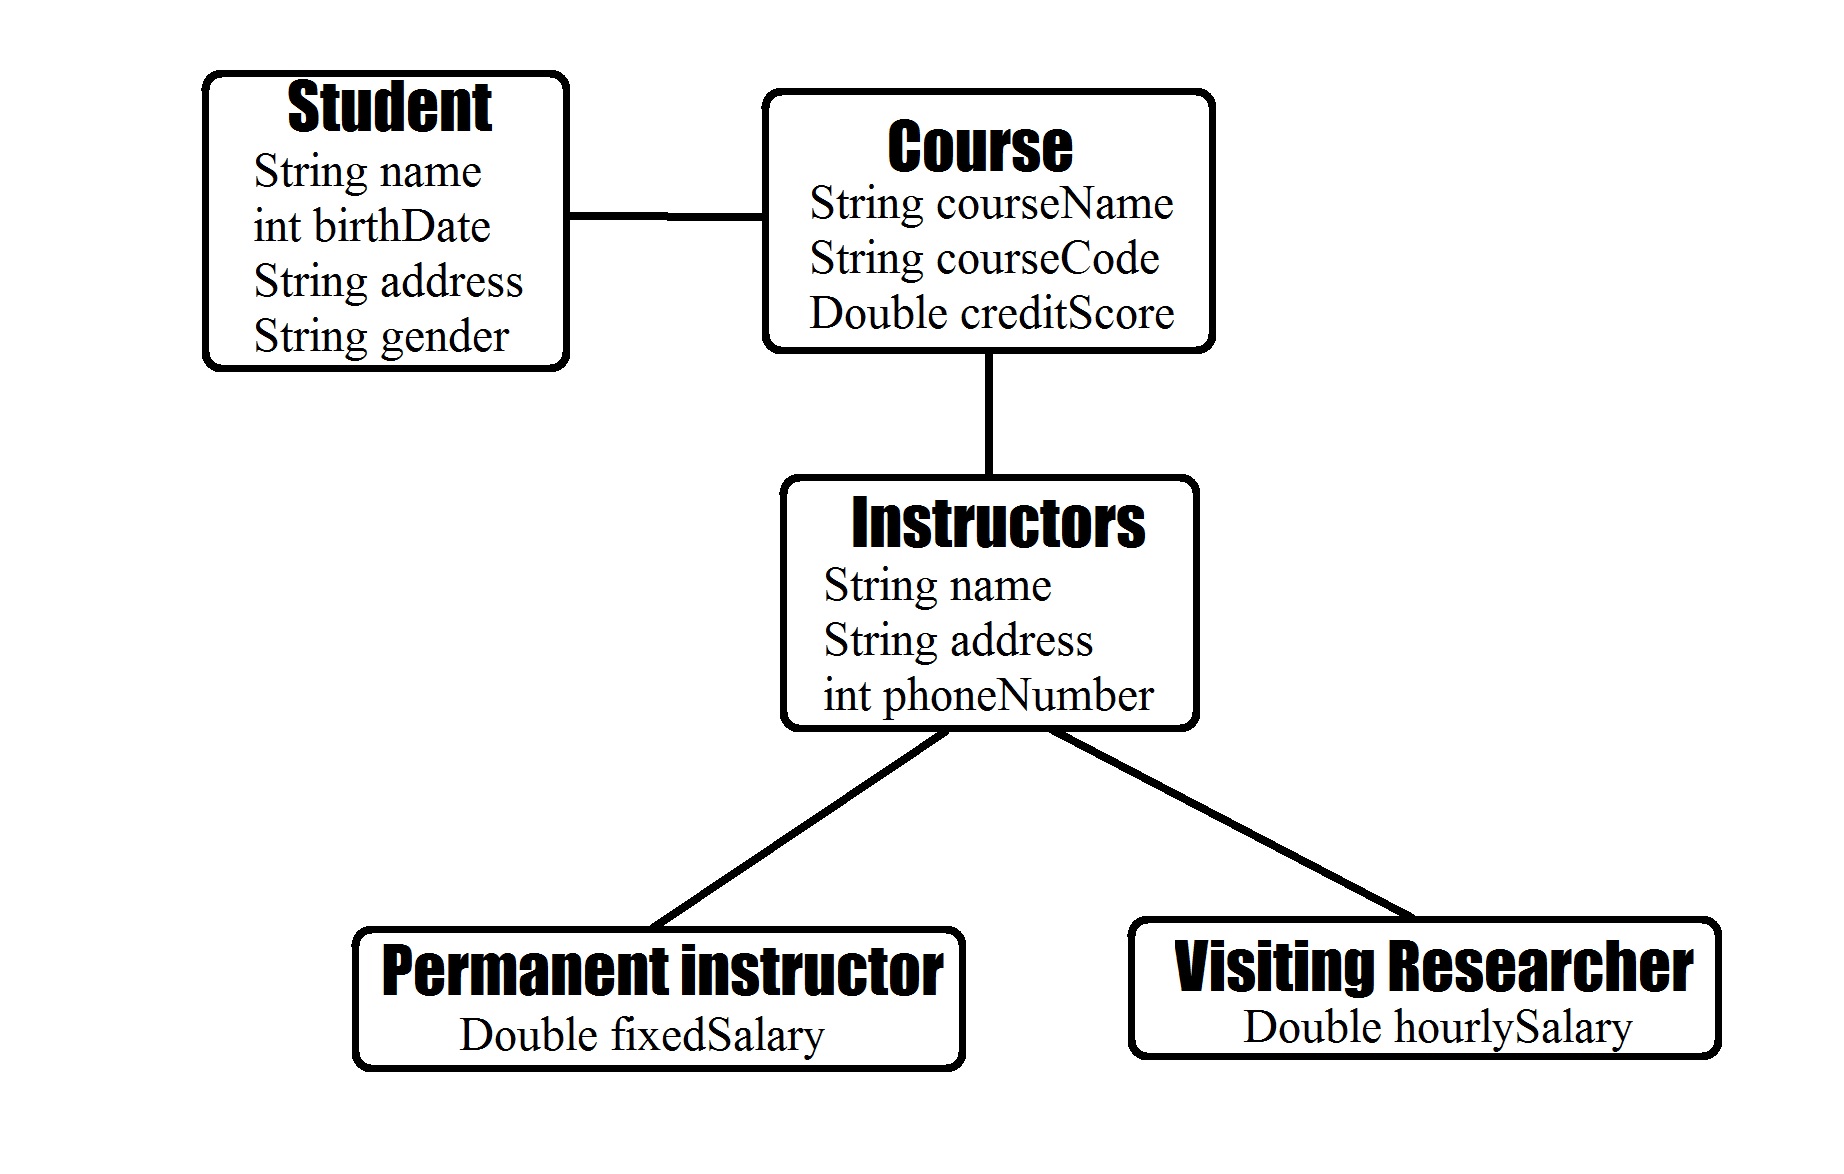 Student
String name
int birthDate
String address
String gender
Course
String courseName
String courseCode
Double creditScore
Instructors
String name
String address
int phoneNumber
Permanent instructor
Double fixedSalary
Visiting Researcher
Double hourlySalary